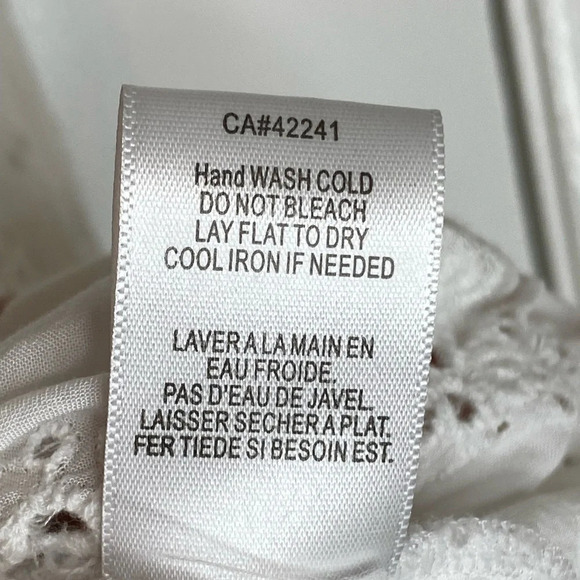 CA#42241
Hand WASH COLD
DO NOT BLEACH
LAY FLAT TO DRY
COOL IRON IF NEEDED
LAVER A LA MAIN EN
EAU FROIDE.
PAS D'EAU DE JAVEL.
LAISSER SECHER A PLAT.
FER TIEDE SI BESOIN EST.